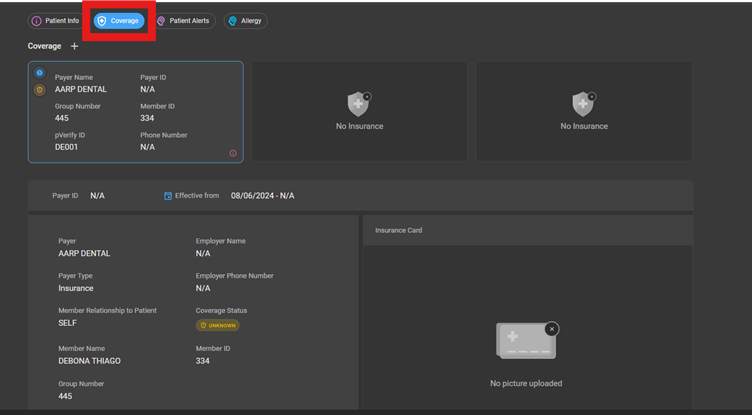 Patient Info
Coverage
Patient Alerts
Allergy
Coverage +
Payer Name
AARP DENTAL
Payer ID
N/A
Group Number
445
Member ID
334
pVerify ID
DE001
Phone Number
N/A
No Insurance
No Insurance
Payer ID N/A
Effective from 08/06/2024 - N/A
Payer
AARP DENTAL
Employer Name
N/A
Payer Type
Insurance
Employer Phone Number
N/A
Member Relationship to Patient
SELF
Coverage Status
UNKNOWN
Member Name
DEBONA THIAGO
Member ID
334
Group Number
445
Insurance Card
No picture uploaded